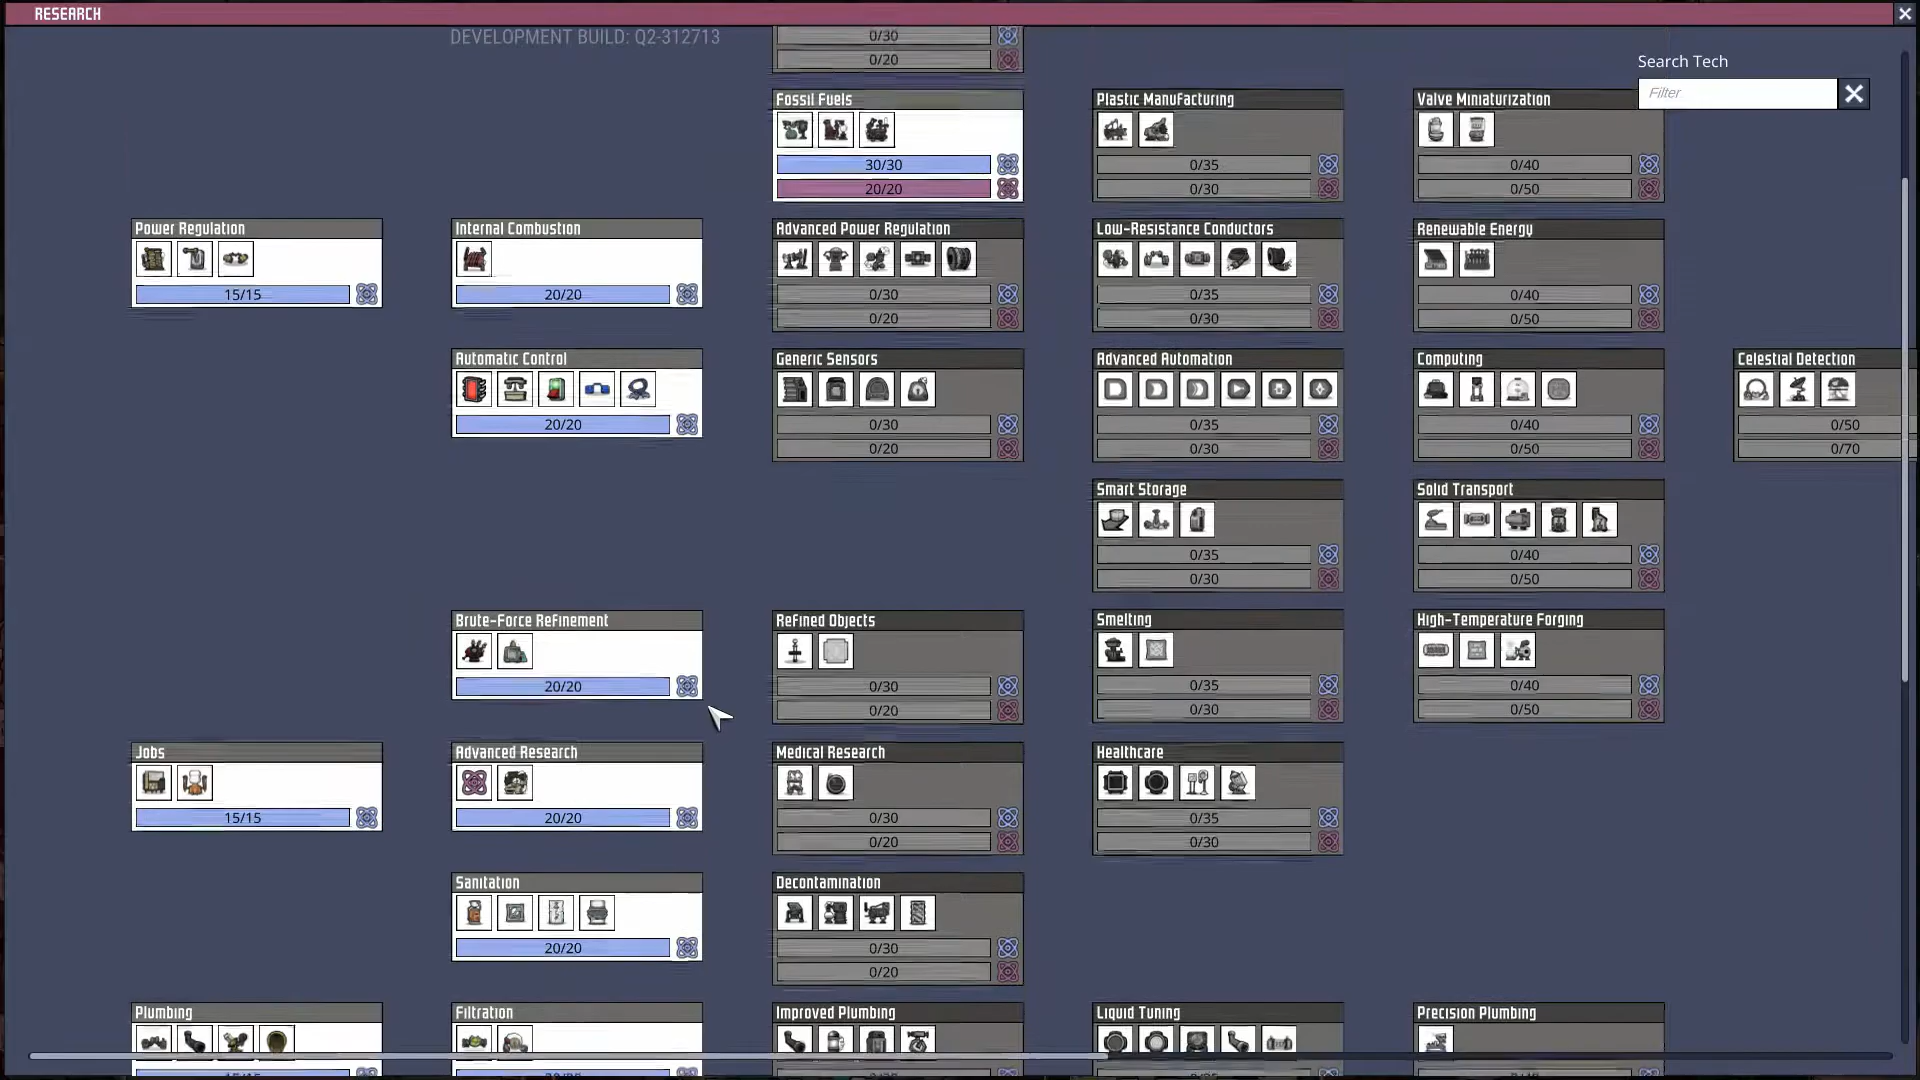 RESEARCH
DEVELOPMENT BUILD: Q2-312713
0/30
0/20
Search Tech
Filter
Fossil Fuels
30/30
20/20
Plastic Manufacturing
0/35
0/30
Valve Miniaturization
0/40
0/50
Power Regulation
15/15
Internal Combustion
20/20
Advanced Power Regulation
0/30
0/20
Low-Resistance Conductors
0/35
0/30
Renewable Energy
0/40
0/50
Automatic Control
20/20
Generic Sensors
0/30
0/20
Advanced Automation
0/35
0/30
Computing
0/40
0/50
Celestial Detection
0/50
0/70
Smart Storage
0/35
0/30
Solid Transport
0/40
0/50
Brute-Force Refinement
20/20
Refined Objects
0/30
0/20
Smelting
0/35
0/30
High-Temperature Forging
0/40
0/50
Jobs
15/15
Advanced Research
20/20
Medical Research
0/30
0/20
Healthcare
0/35
0/30
Sanitation
20/20
Decontamination
0/30
0/20
Plumbing
Filtration
Improved Plumbing
Liquid Tuning
Precision Plumbing